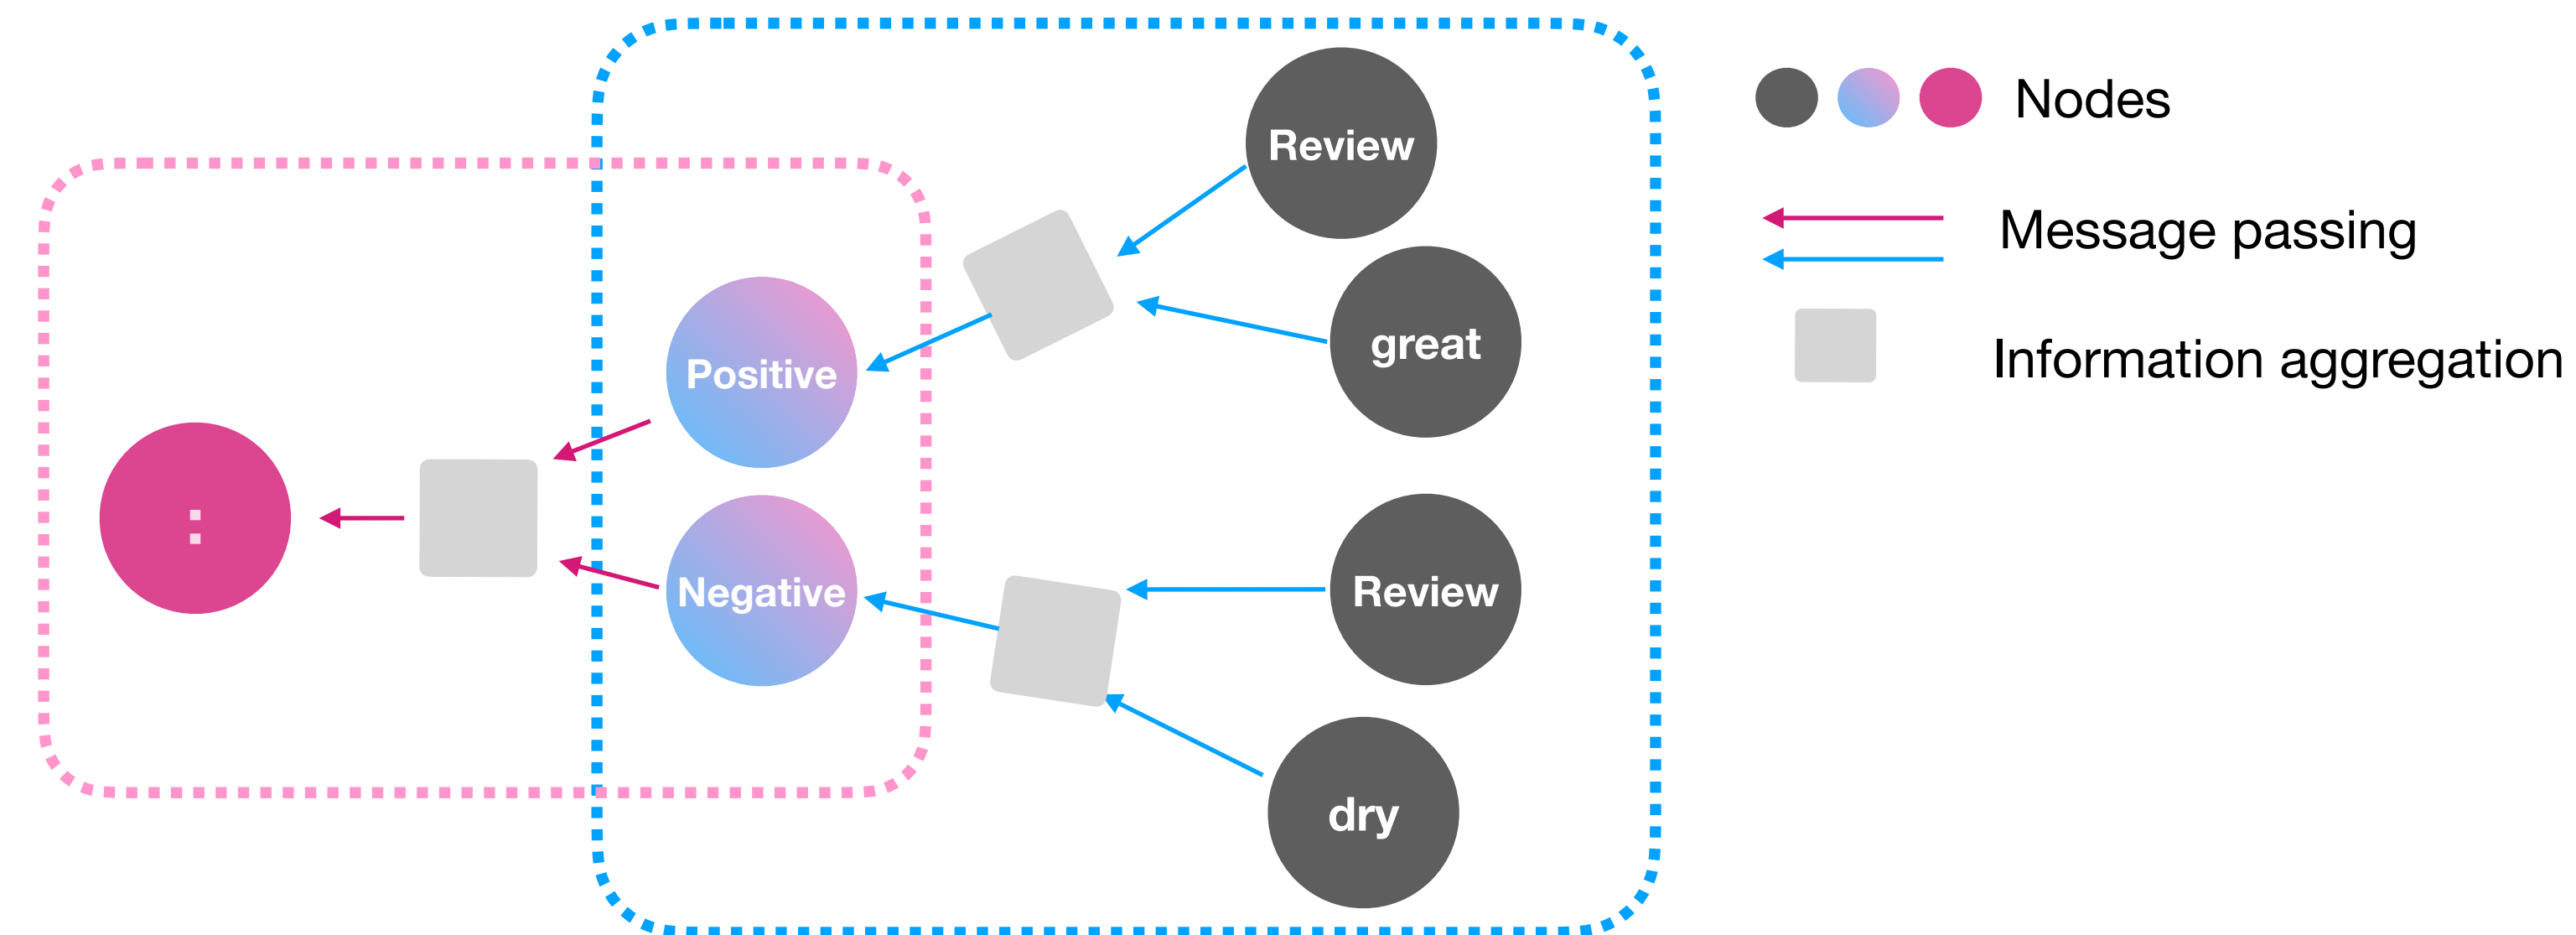 Review
great
Positive
:
Negative
Review
dry
Nodes
Message passing
Information aggregation